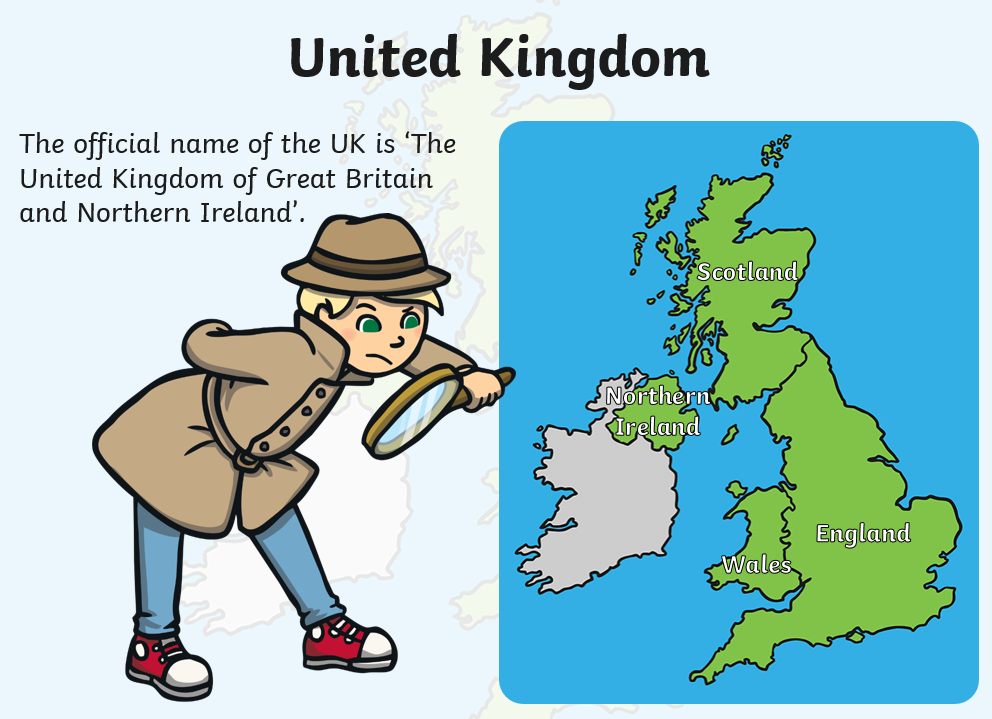 United Kingdom
The official name of the UK is ‘The
United Kingdom of Great Britain
and Northern Ireland’.
Scotland
Northern
Ireland
England
Wales